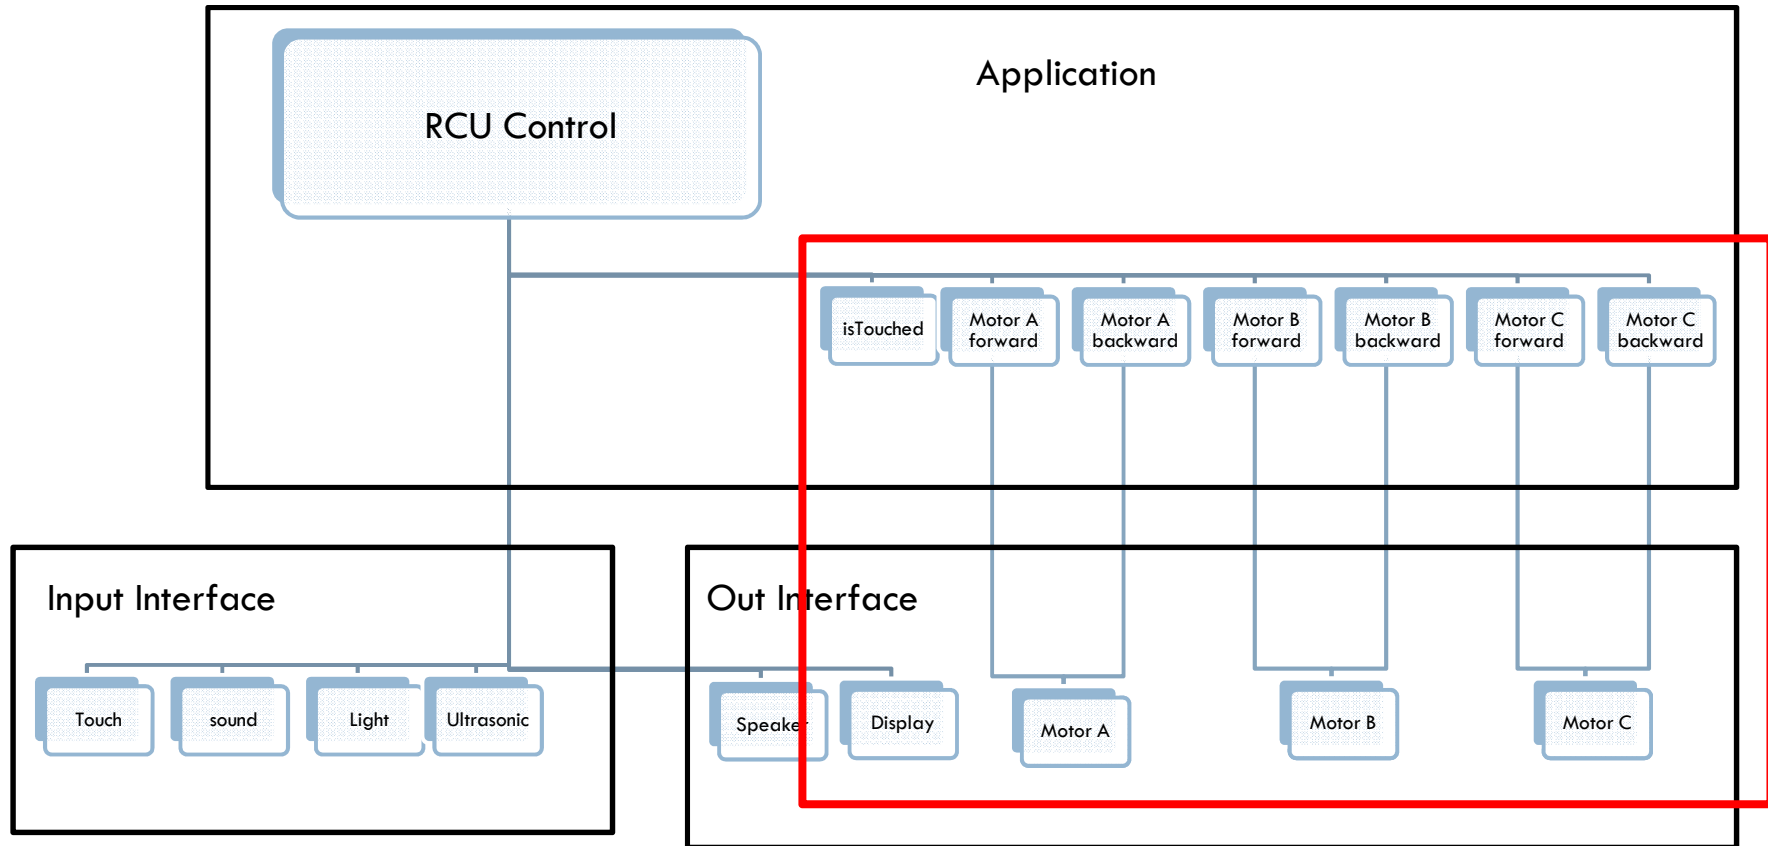 Application
RCU Control
isTouched
Motor A
forward
Motor A
backward
Motor B
forward
Motor B
backward
Motor C
forward
Motor C
backward
Input Interface
Out Interface
Touch
sound
Light
Ultrasonic
Speaker
Display
Motor A
Motor B
Motor C